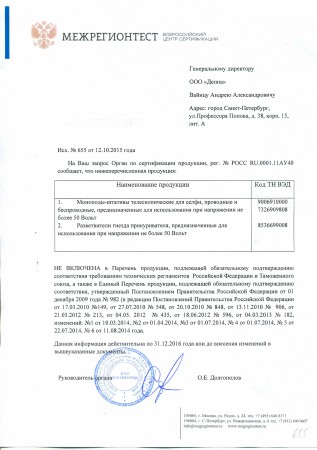 МЕЖРЕГИОНТЕСТ
ВСЕРОССИЙСКИЙ
ЦЕНТР СЕРТИФИКАЦИИ
Генеральному директору
ООО «Деппа»
Вайнцу Андрею Александровичу
Адрес: город Санкт-Петербург,
ул.Профессора Попова, д. 38, корп. 15,
лит. А
Исх. № 655 от 12.10.2015 года
На Ваш запрос Орган по сертификации продукции, рег. № РОСС RU.0001.11АУ40
сообщает, что нижеперечисленная продукция:
Наименование продукции Код ТН ВЭД
1. Моноподы-штативы телескопические для селфи, проводные и 9006910000
беспроводные, предназначенные для использования при напряжении не 7326909808
более 50 Вольт
2. Разветвители гнезда прикуривателя, предназначенные для 8536699008
использования при напряжении не более 50 Вольт
НЕ ВКЛЮЧЕНА в Перечень продукции, подлежащей обязательному подтверждению
соответствия требованиям технических регламентов Российской Федерации и Таможенного
союза, а также в Единый Перечень продукции, подлежащей обязательному подтверждению
соответствия, утвержденный Постановлением Правительства Российской Федерации от 01
декабря 2009 года № 982 (в редакции Постановлений Правительства Российской Федерации от
17.03.2010 №149, от 27.07.2010 № 548, от 20.10.2010 № 848, от 13.11.2010 № 906, от
21.03.2012 № 213, от 04.05. 2012 № 435, от 18.06.2012 № 596, от 04.03.2013 № 182,
изменений: №1 от 10.03.2014, №2 от 01.04.2014, №3 от 01.07.2014, № 4 от 01.07.2014, № 5 от
22.07.2014, № 6 от 11.08.2014 год.
Данная информация действительна по 31.12.2016 года или до внесения изменений в
вышеуказанные документы.
Руководитель органа О.Е. Долгополов
655